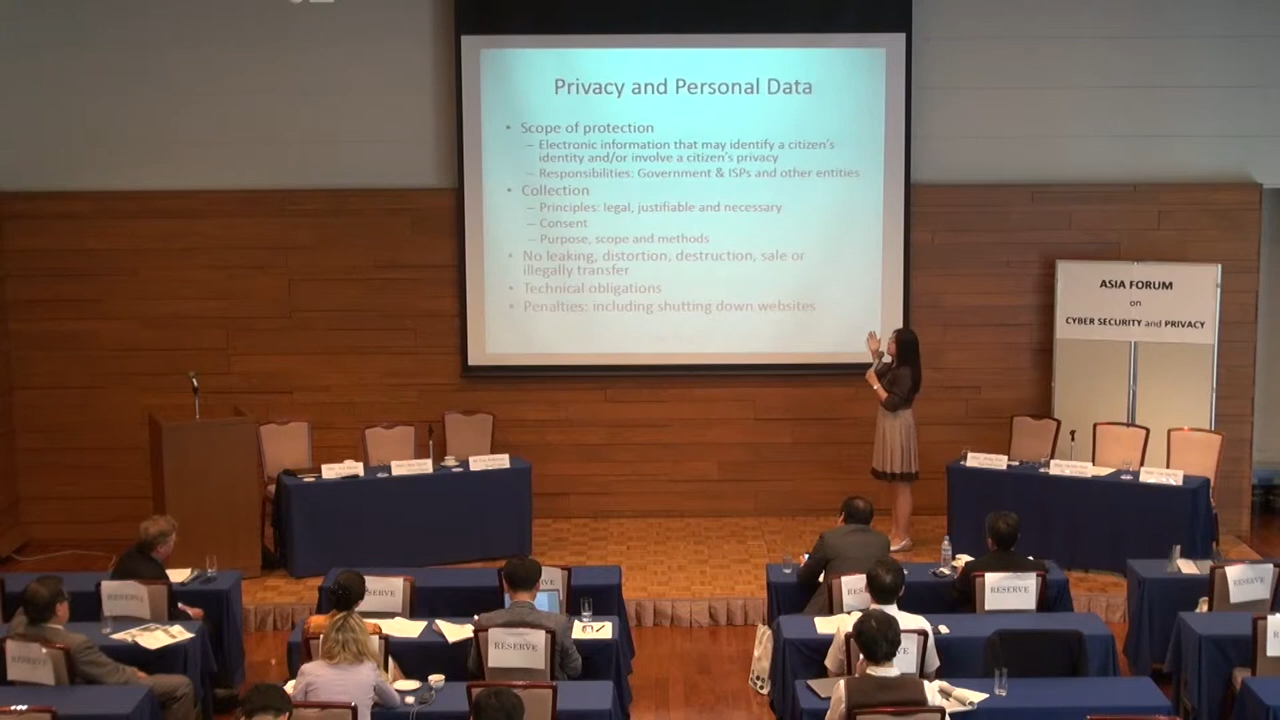 Privacy and Personal Data
• Scope of protection
– Electronic information that may identify a citizen's
identity and/or involve a citizen's privacy
– Responsibilities: Government & ISPs and other entities
• Collection
– Principles: legal, justifiable and necessary
– Consent
– Purpose, scope and methods
• No leaking, distortion, destruction, sale or
illegally transfer
• Technical obligations
• Penalties: including shutting down websites
ASIA FORUM
on
CYBER SECURITY and PRIVACY
RESERVE
RESERVE
RESERVE
RESERVE
RESERVE
RESERVE